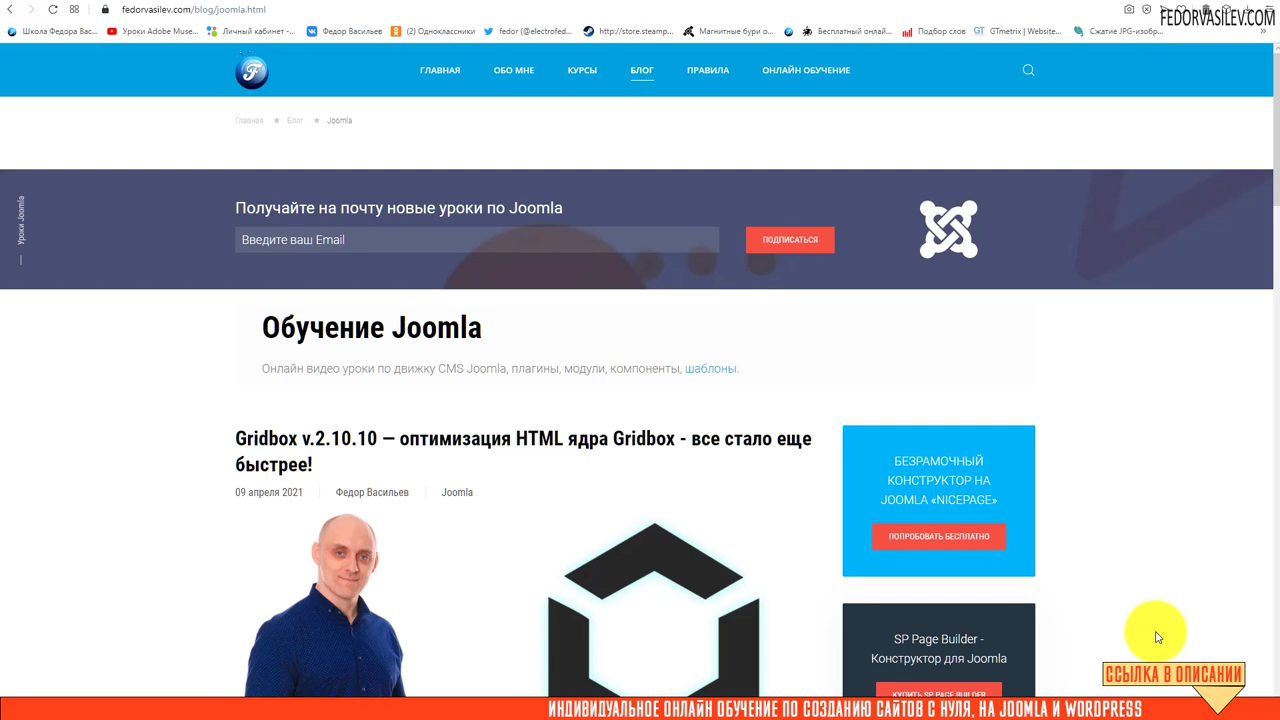 fedorvasilev.com/blog/joomla.html
FEDORVASILEV.COM
Школа Федора Вас...
Уроки Adobe Muse...
Личный кабинет -...
Федор Васильев
(2) Одноклассники
fedor (@electrofed...
http://store.steamp...
Магнитные бури о...
Бесплатный онлай...
Подбор слов
GTmetrix | Website...
Сжатие JPG-изобр...
ГЛАВНАЯ
ОБО МНЕ
КУРСЫ
БЛОГ
ПРАВИЛА
ОНЛАЙН ОБУЧЕНИЕ
Главная
Блог
Joomla
Уроки Joomla
Получайте на почту новые уроки по Joomla
Введите ваш Email
ПОДПИСАТЬСЯ
Обучение Joomla
Онлайн видео уроки по движку CMS Joomla, плагины, модули, компоненты, шаблоны.
Gridbox v.2.10.10 — оптимизация HTML ядра Gridbox - все стало еще
быстрее!
09 апреля 2021
Федор Васильев
Joomla
БЕЗРАМОЧНЫЙ
КОНСТРУКТОР НА
JOOMLA «NICEPAGE»
ПОПРОБОВАТЬ БЕСПЛАТНО
SP Page Builder -
Конструктор для Joomla
КУПИТЬ SP PAGE BUILDER
ССЫЛКА В ОПИСАНИИ
ИНДИВИДУАЛЬНОЕ ОНЛАЙН ОБУЧЕНИЕ ПО СОЗДАНИЮ САЙТОВ С НУЛЯ, НА JOOMLA И WORDPRESS